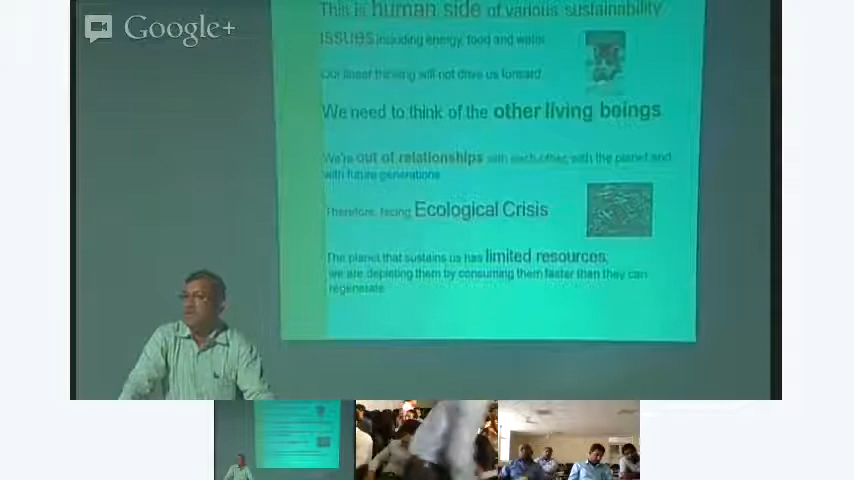 Google+
This is human side of various sustainability
issues including energy, food and water
Our linear thinking will not drive us forward
We need to think of the other living beings
We're out of relationships with each other, with the planet and
with future generations
Therefore, facing Ecological Crisis
The planet that sustains us has limited resources,
we are depleting them by consuming them faster than they can
regenerate